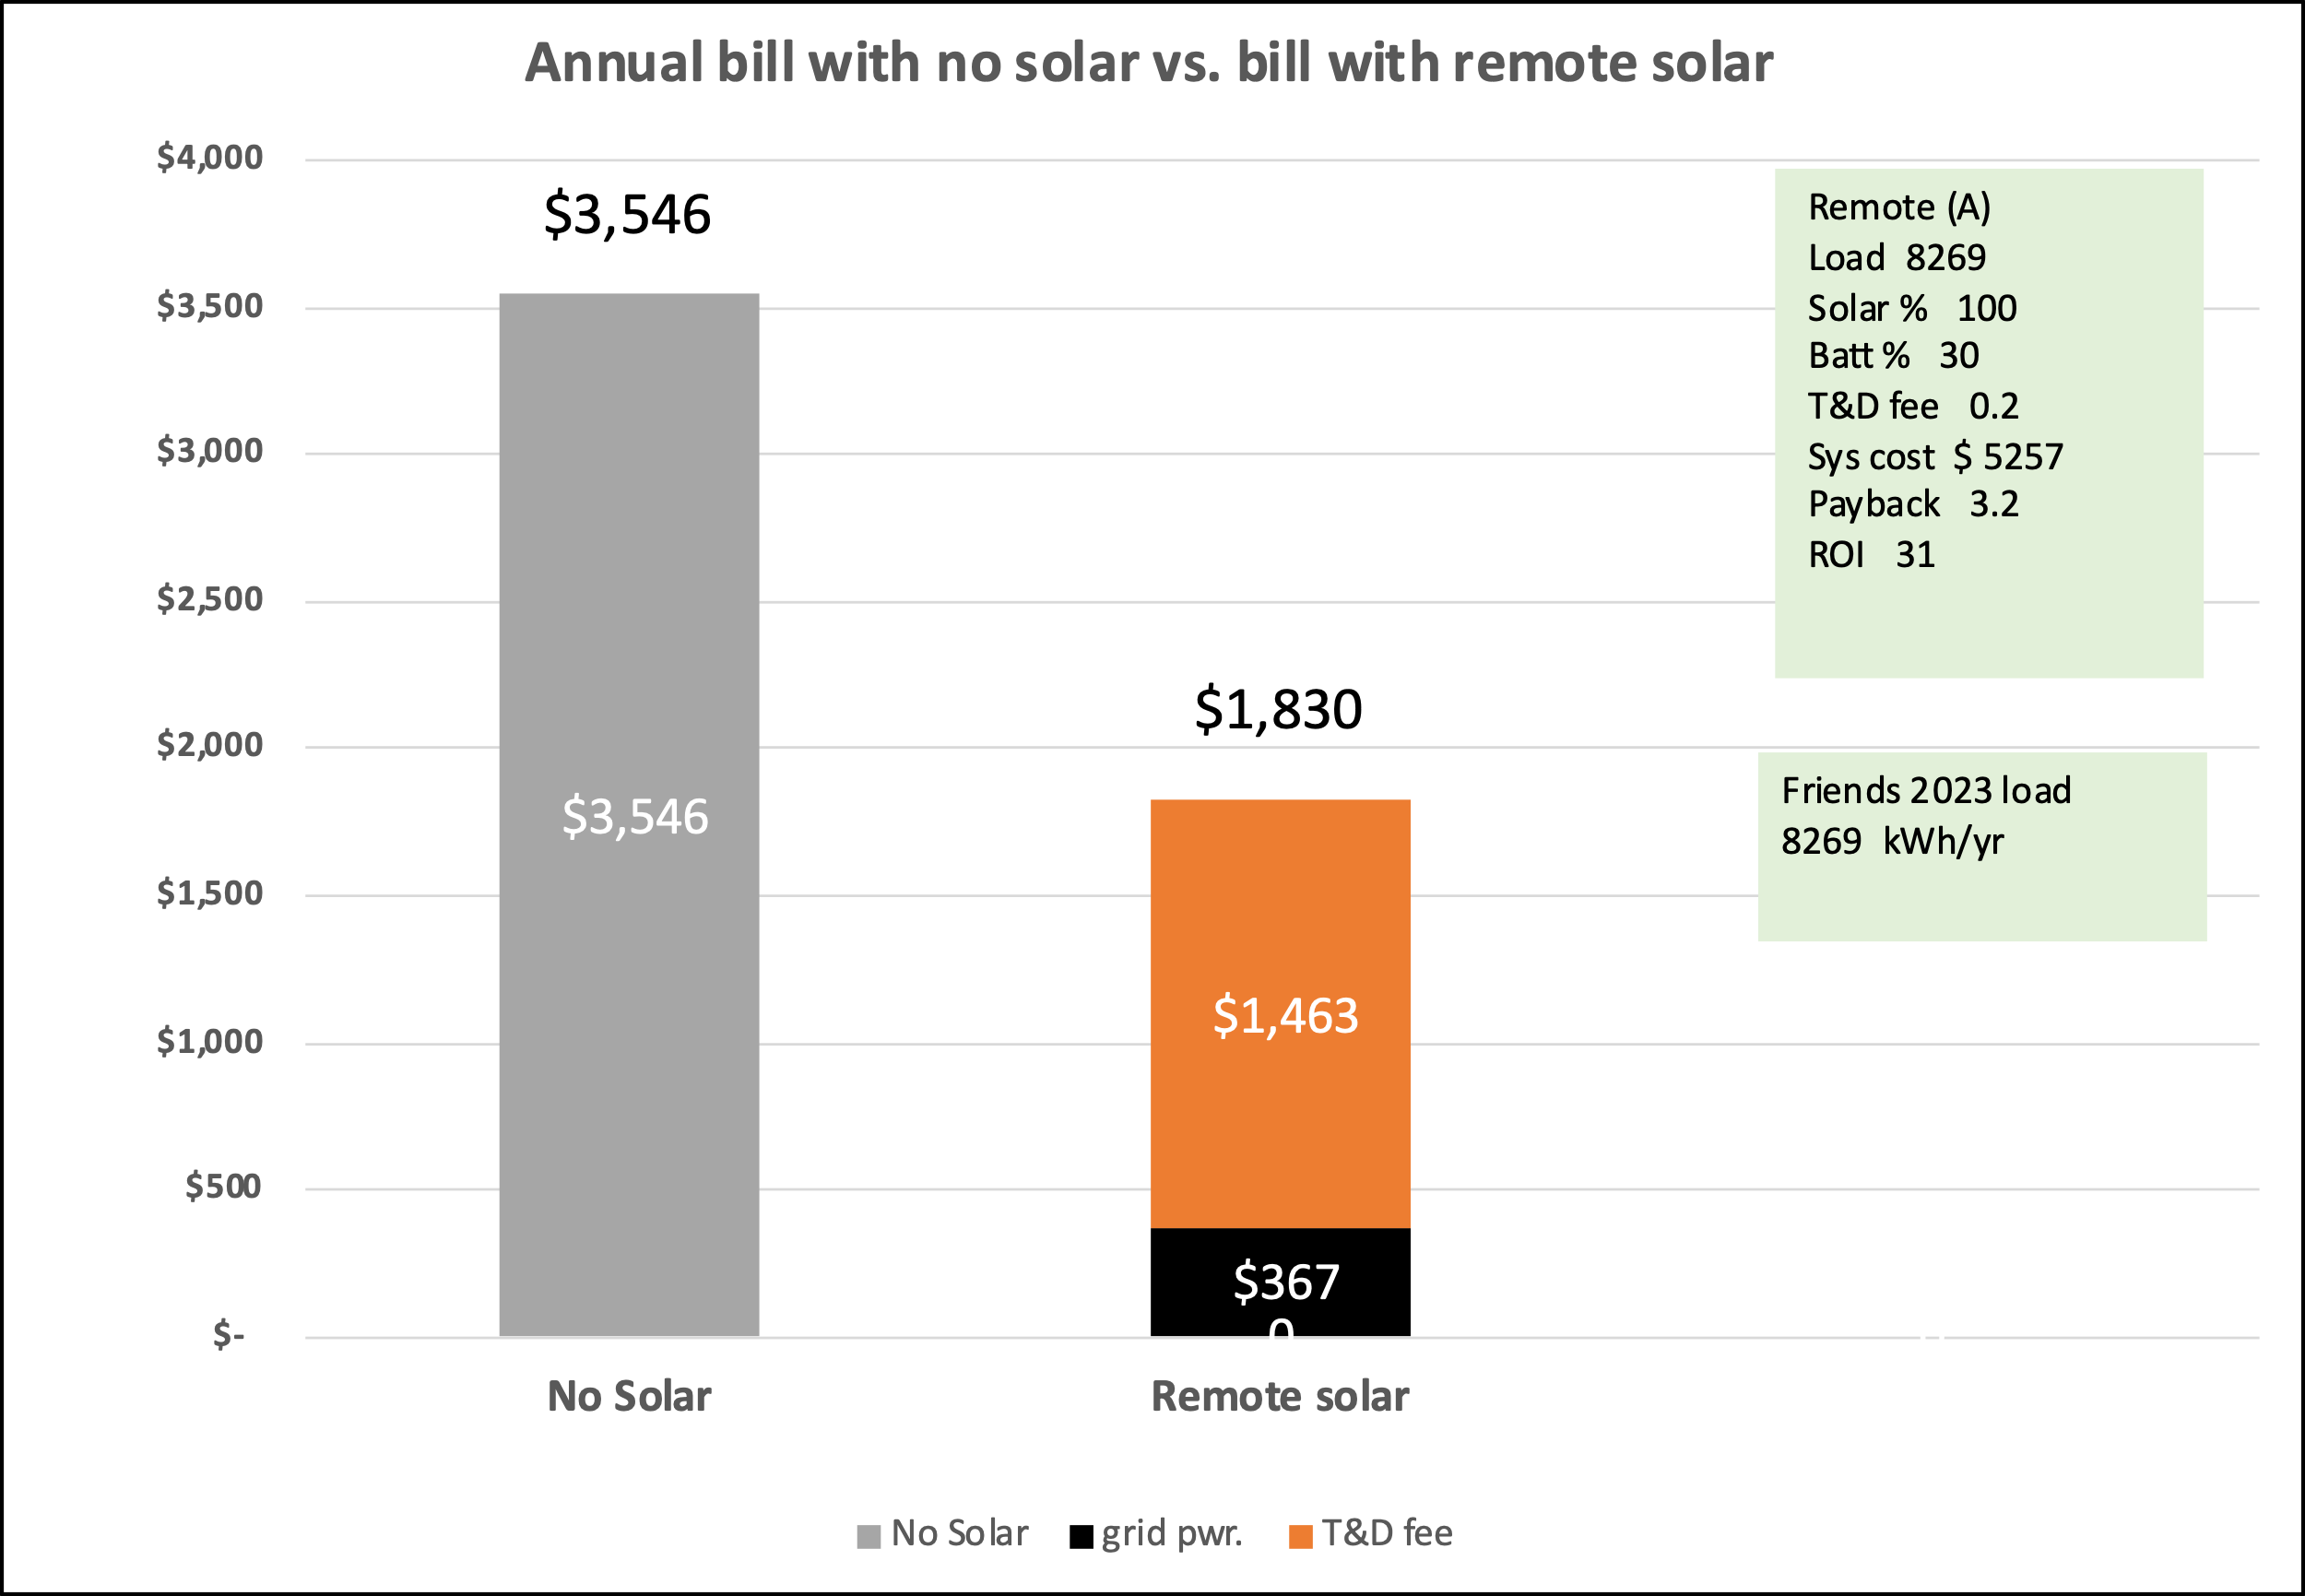 Annual bill with no solar vs. bill with remote solar
$4,000
$3,500
$3,000
$2,500
$2,000
$1,500
$1,000
$500
$-
$3,546
$3,546
$1,830
$1,463
$367
0
No Solar
Remote solar
Remote (A)
Load 8269
Solar % 100
Batt % 30
T&D fee 0.2
Sys cost $ 5257
Payback 3.2
ROI 31
Friends 2023 load
8269 kWh/yr
No Solar
grid pwr.
T&D fee